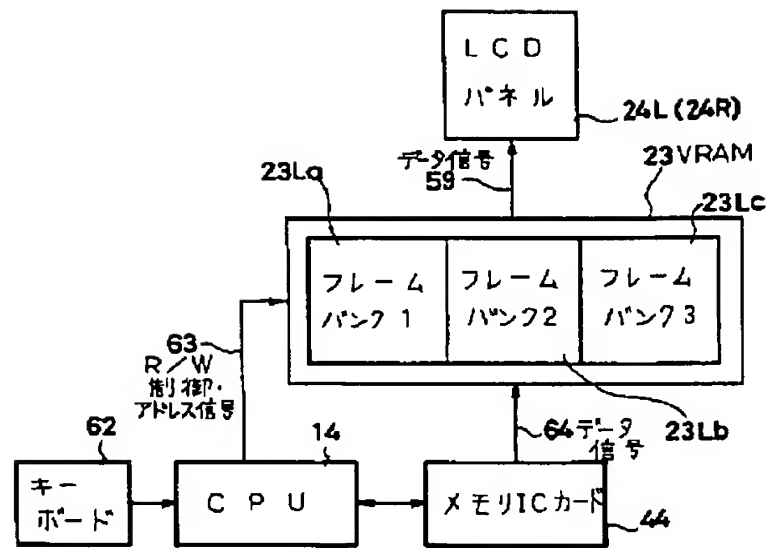 LCD
パネル
24L (24R)
データ信号
59
23VRAM
23La
23Lc
フレーム
バンク1
フレーム
バンク2
フレーム
バンク3
63
R/W
制御・
アドレス信号
64データ
信号
23Lb
62
14
キー
ボード
CPU
メモリICカード
44